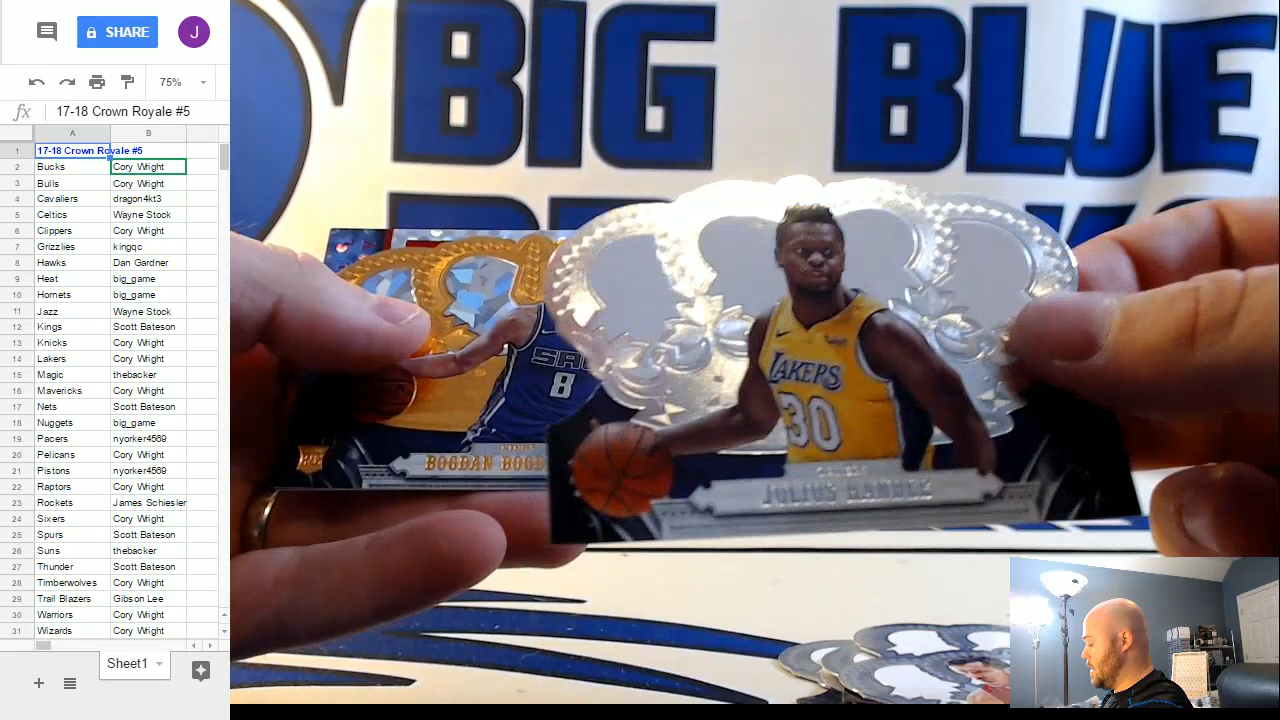 SHARE
J
75%
fx
17-18 Crown Royale #5
A B
1 17-18 Crown Royale #5
2 Bucks Cory Wright
3 Bulls Cory Wright
4 Cavaliers dragon4kt3
5 Celtics Wayne Stock
6 Clippers Cory Wright
7 Grizzlies kingqc
8 Hawks Dan Gardner
9 Heat big_game
10 Hornets big_game
11 Jazz Wayne Stock
12 Kings Scott Bateson
13 Knicks Cory Wright
14 Lakers Cory Wright
15 Magic thebacker
16 Mavericks Cory Wright
17 Nets Scott Bateson
18 Nuggets big_game
19 Pacers nyorker4569
20 Pelicans Cory Wright
21 Pistons nyorker4569
22 Raptors Cory Wright
23 Rockets James Schiesler
24 Sixers Cory Wright
25 Spurs Scott Bateson
26 Suns thebacker
27 Thunder Scott Bateson
28 Timberwolves Cory Wright
29 Trail Blazers Gibson Lee
30 Warriors Cory Wright
31 Wizards Cory Wright
Sheet1
BIG BLUE
SAC
8
KINGS
BOGDAN BOGD
LAKERS
30
JULIUS RANDLE